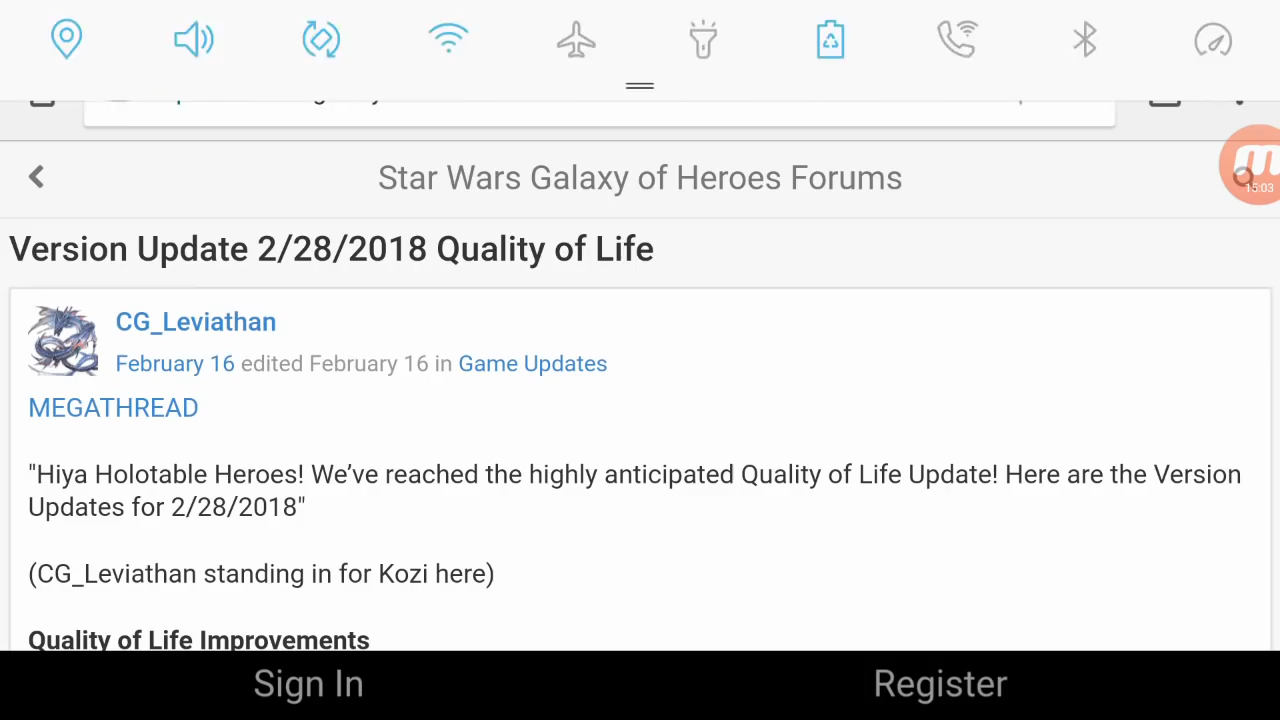 15:03
Star Wars Galaxy of Heroes Forums
Version Update 2/28/2018 Quality of Life
CG_Leviathan
February 16 edited February 16 in Game Updates
MEGATHREAD
"Hiya Holotable Heroes! We’ve reached the highly anticipated Quality of Life Update! Here are the Version
Updates for 2/28/2018"
(CG_Leviathan standing in for Kozi here)
Quality of Life Improvements
Sign In
Register